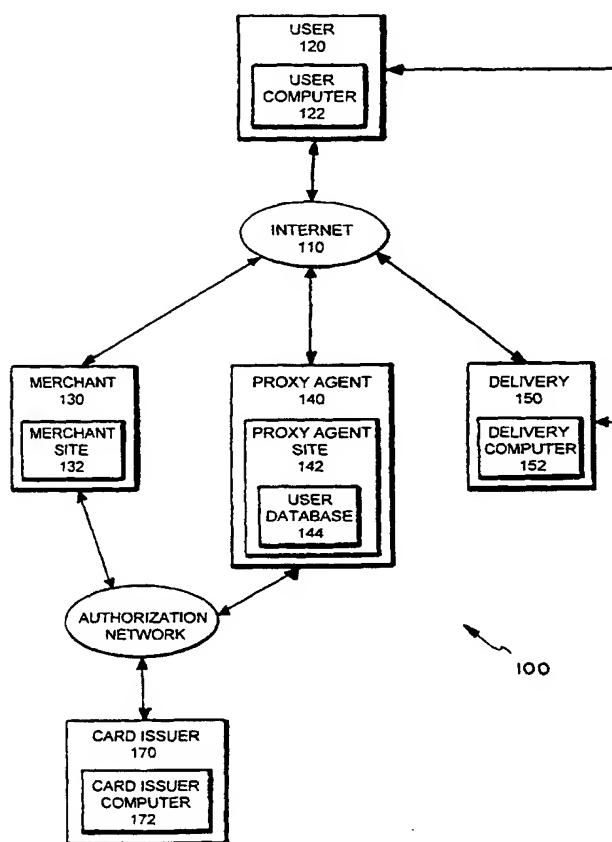 USER
120
USER
COMPUTER
122
INTERNET
110
MERCHANT
130
MERCHANT
SITE
132
PROXY AGENT
140
PROXY AGENT
SITE
142
USER
DATABASE
144
DELIVERY
150
DELIVERY
COMPUTER
152
AUTHORIZATION
NETWORK
100
CARD ISSUER
170
CARD ISSUER
COMPUTER
172